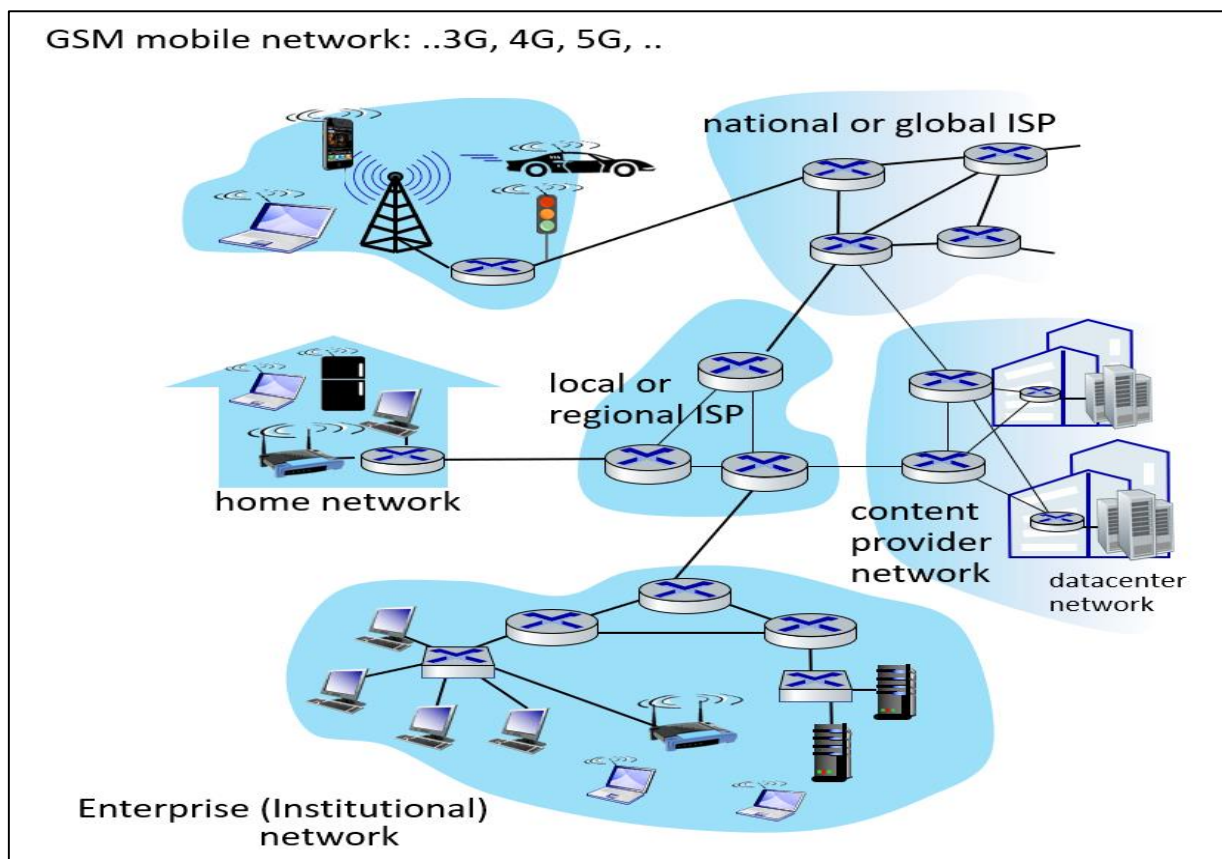 GSM mobile network: ..3G, 4G, 5G, ..
national or global ISP
local or
regional ISP
home network
content
provider
network
datacenter
network
Enterprise (Institutional)
network